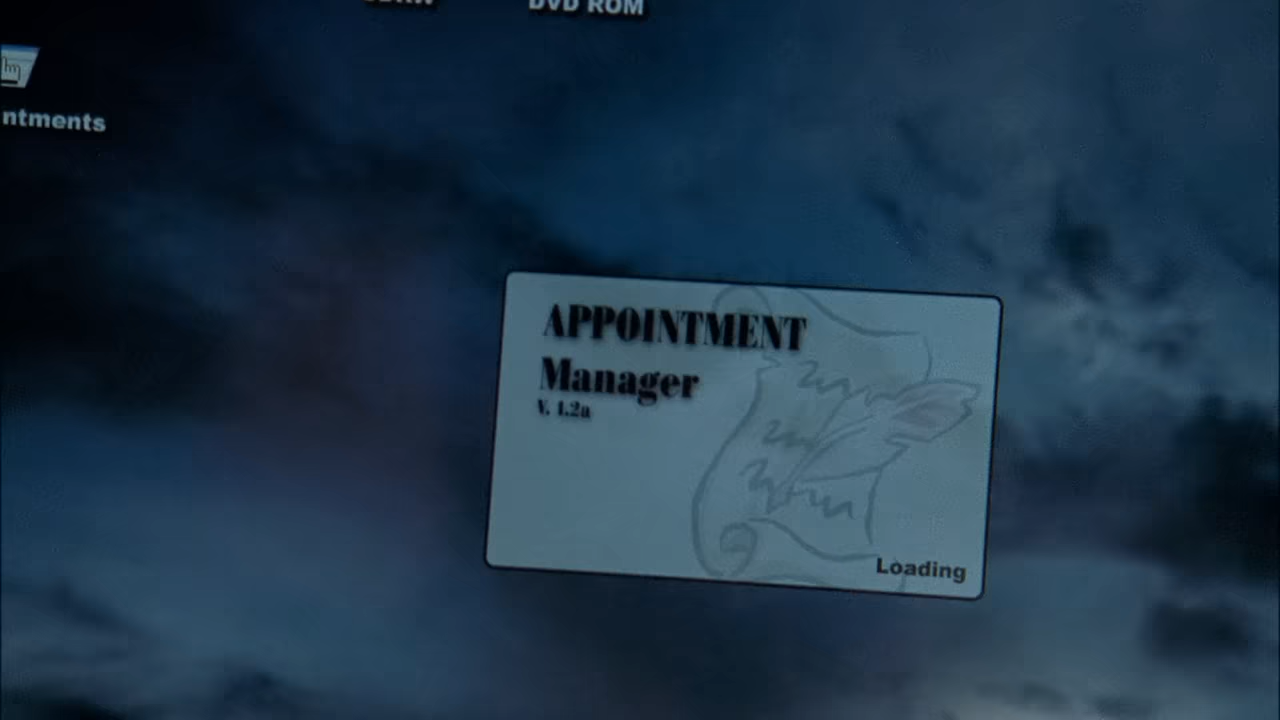 DVD ROM
ntments
APPOINTMENT
Manager
V. 1.2a
Loading